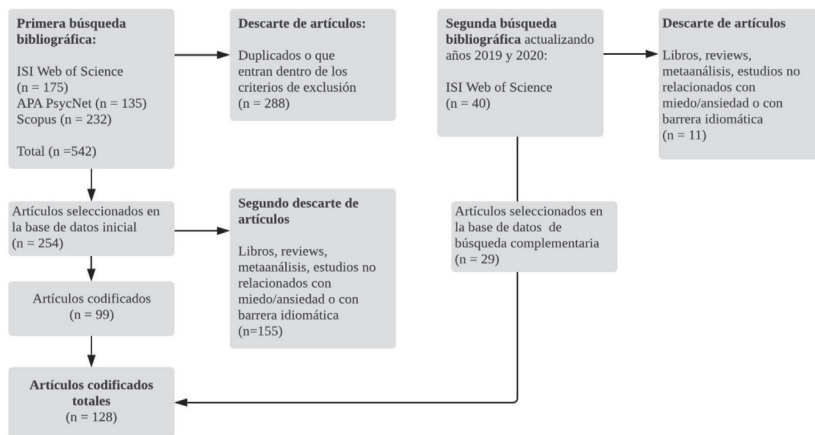 Primera búsqueda
bibliográfica:
ISI Web of Science
(n = 175)
APA PsycNet (n = 135)
Scopus (n = 232)
Total (n =542)
Descarte de artículos:
Duplicados o que
entran dentro de los
criterios de exclusión
(n = 288)
Artículos seleccionados en
la base de datos inicial
(n = 254)
Segundo descarte de
artículos
Libros, reviews,
metaanálisis, estudios no
relacionados con
miedo/ansiedad o con
barrera idiomática
(n=155)
Artículos codificados
(n = 99)
Artículos codificados
totales
(n = 128)
Segunda búsqueda
bibliográfica actualizando
años 2019 y 2020:
ISI Web of Science
(n = 40)
Descarte de artículos
Libros, reviews,
metaanálisis, estudios no
relacionados con
miedo/ansiedad o con
barrera idiomática
(n = 11)
Artículos seleccionados en
la base de datos de
búsqueda complementaria
(n = 29)